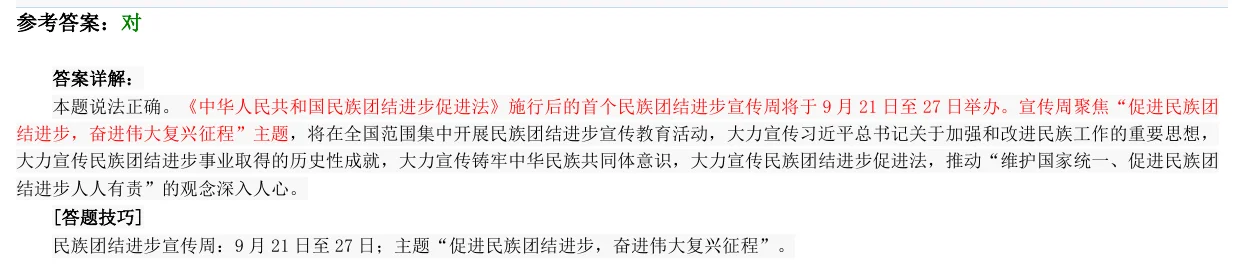 参考答案：对
答案详解：
本题说法正确。《中华人民共和国民族团结进步促进法》施行后的首个民族团结进步宣传周将于 9 月 21 日至 27 日举办。宣传周聚焦“促进民族团
结进步，奋进伟大复兴征程”主题，将在全国范围集中开展民族团结进步宣传教育活动，大力宣传习近平总书记关于加强和改进民族工作的重要思想，
大力宣传民族团结进步事业取得的历史性成就，大力宣传铸牢中华民族共同体意识，大力宣传民族团结进步促进法，推动“维护国家统一、促进民族团
结进步人人有责”的观念深入人心。
[答题技巧]
民族团结进步宣传周：9 月 21 日至 27 日；主题“促进民族团结进步，奋进伟大复兴征程”。